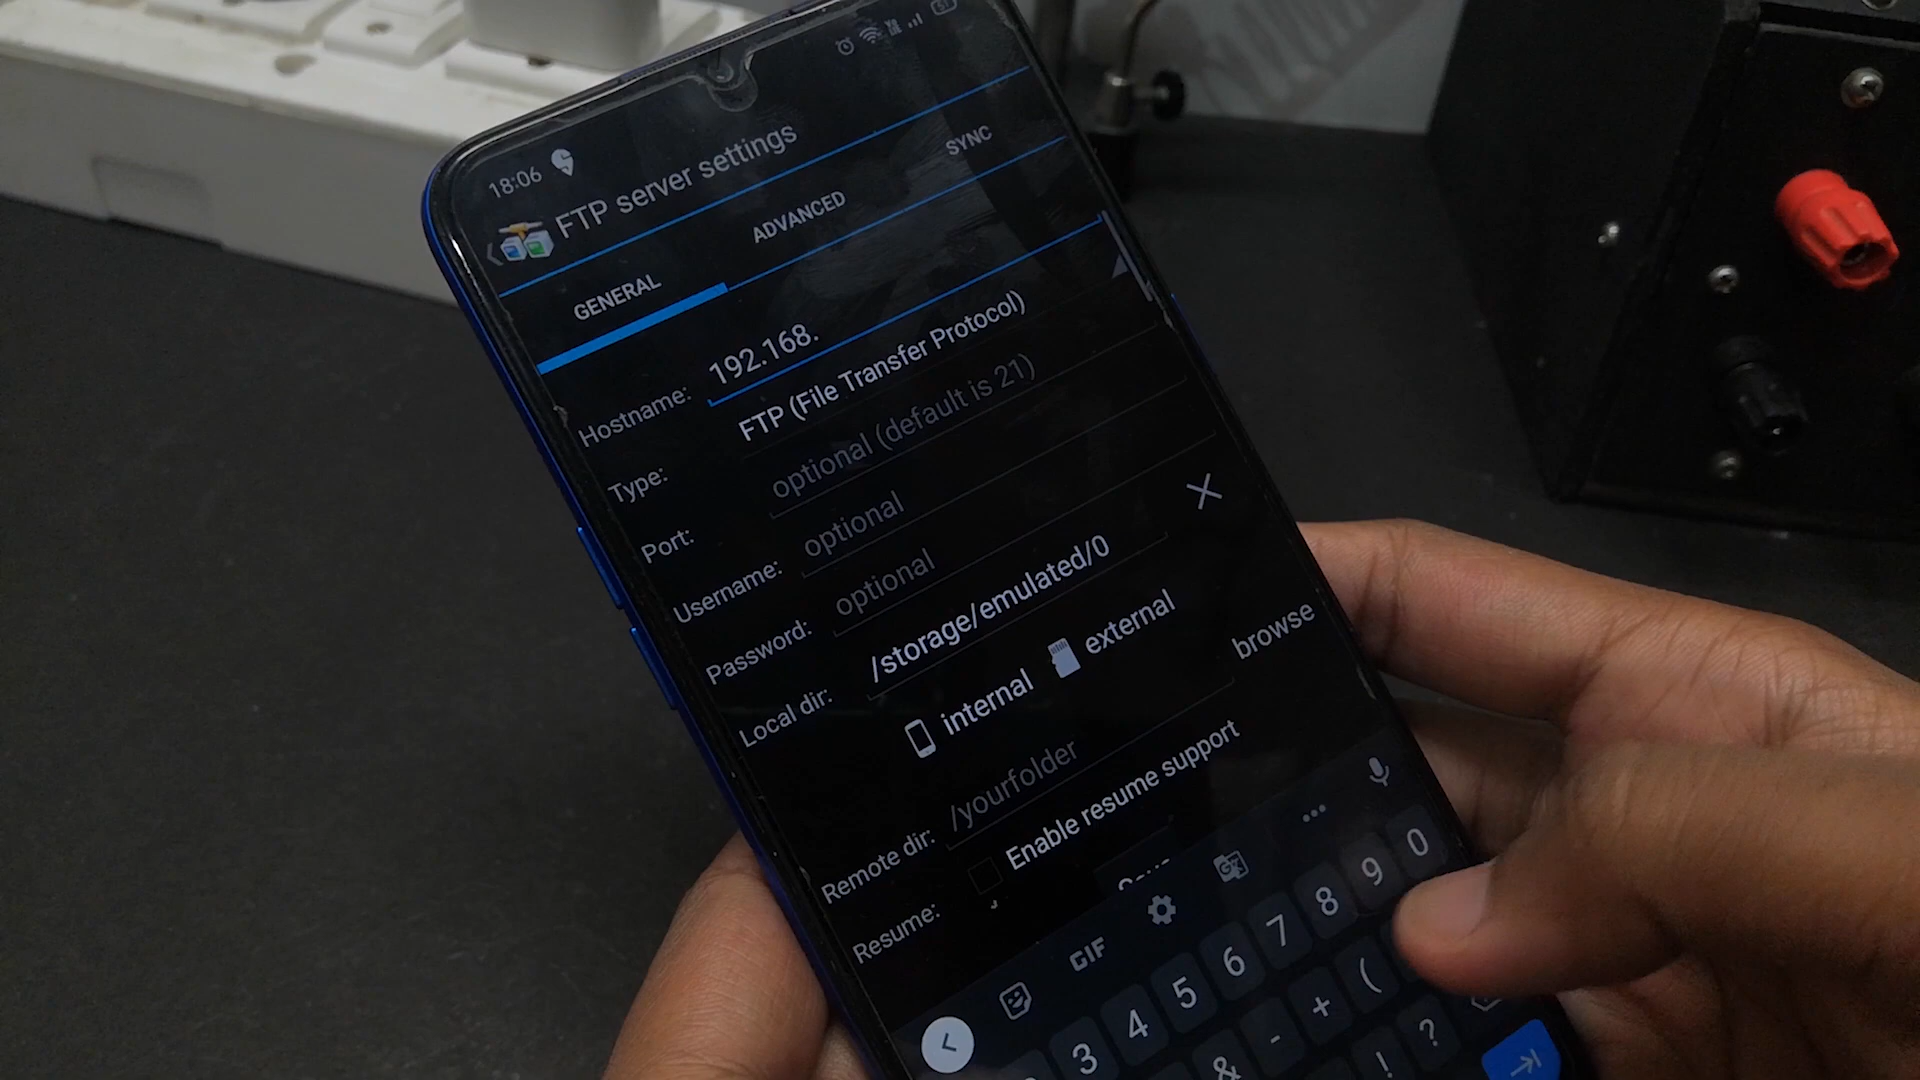 18:06
51
FTP server settings
GENERAL ADVANCED SYNC
Hostname: 192.168.
Type: FTP (File Transfer Protocol)
Port: optional (default is 21)
Username: optional
Password: optional
Local dir: /storage/emulated/0
internal external
Remote dir: /yourfolder browse
Resume: Enable resume support
GIF
3 4 5 6 7 8 9 0
& - + (
! ?